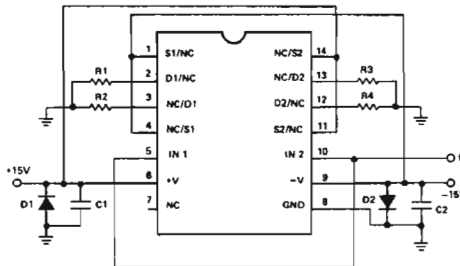 1 S1/NC NC/S2 14
R1 2 D1/NC NC/D2 13 R3
R2 3 NC/D1 D2/NC 12 R4
4 NC/S1 S2/NC 11
5 IN 1 IN 2 10
+15V 6 +V -V 9 -15V
D1 C1 7 NC GND 8 D2 C2